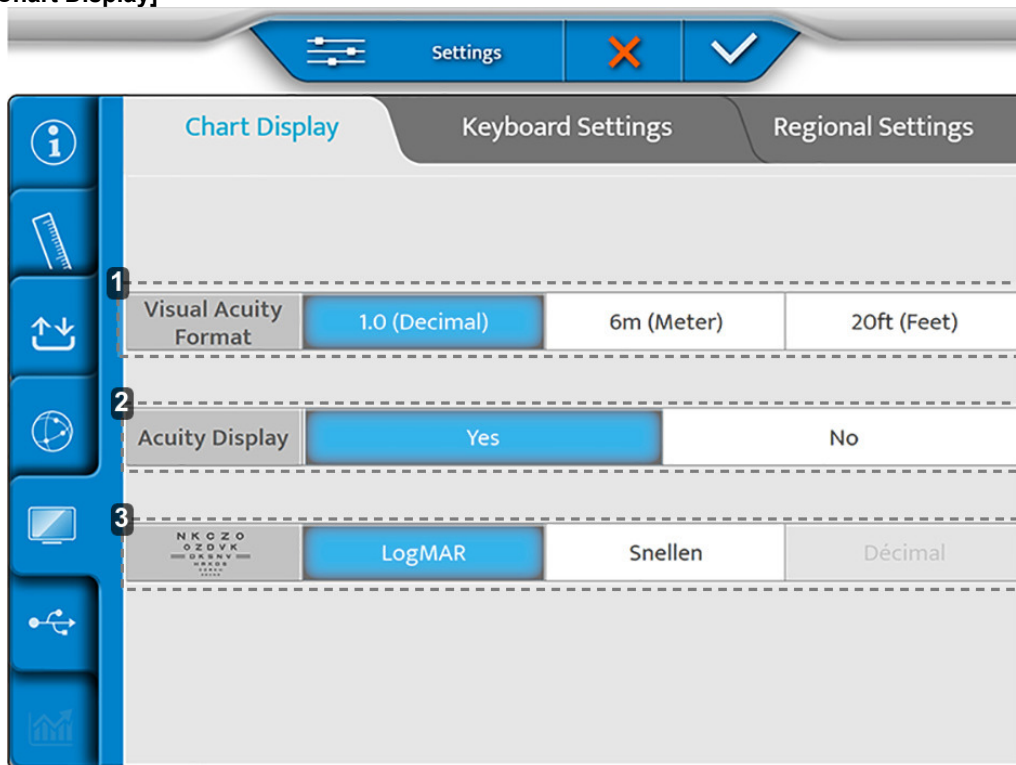 Chart Display]
Settings
Chart Display
Keyboard Settings
Regional Settings
1
Visual Acuity
Format
1.0 (Decimal)
6m (Meter)
20ft (Feet)
2
Acuity Display
Yes
No
3
N K C Z O
O Z D V K
D K S N Y
LogMAR
Snellen
Décimal